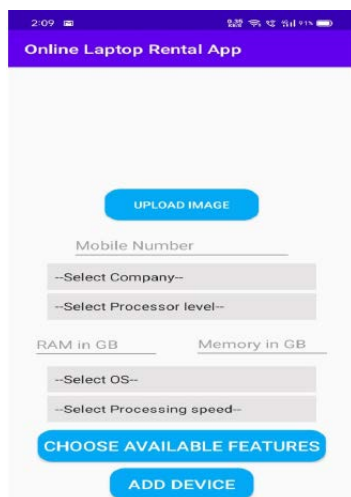 2:09
91%
Online Laptop Rental App
UPLOAD IMAGE
Mobile Number
--Select Company--
--Select Processor level--
RAM in GB Memory in GB
--Select OS--
--Select Processing speed--
CHOOSE AVAILABLE FEATURES
ADD DEVICE